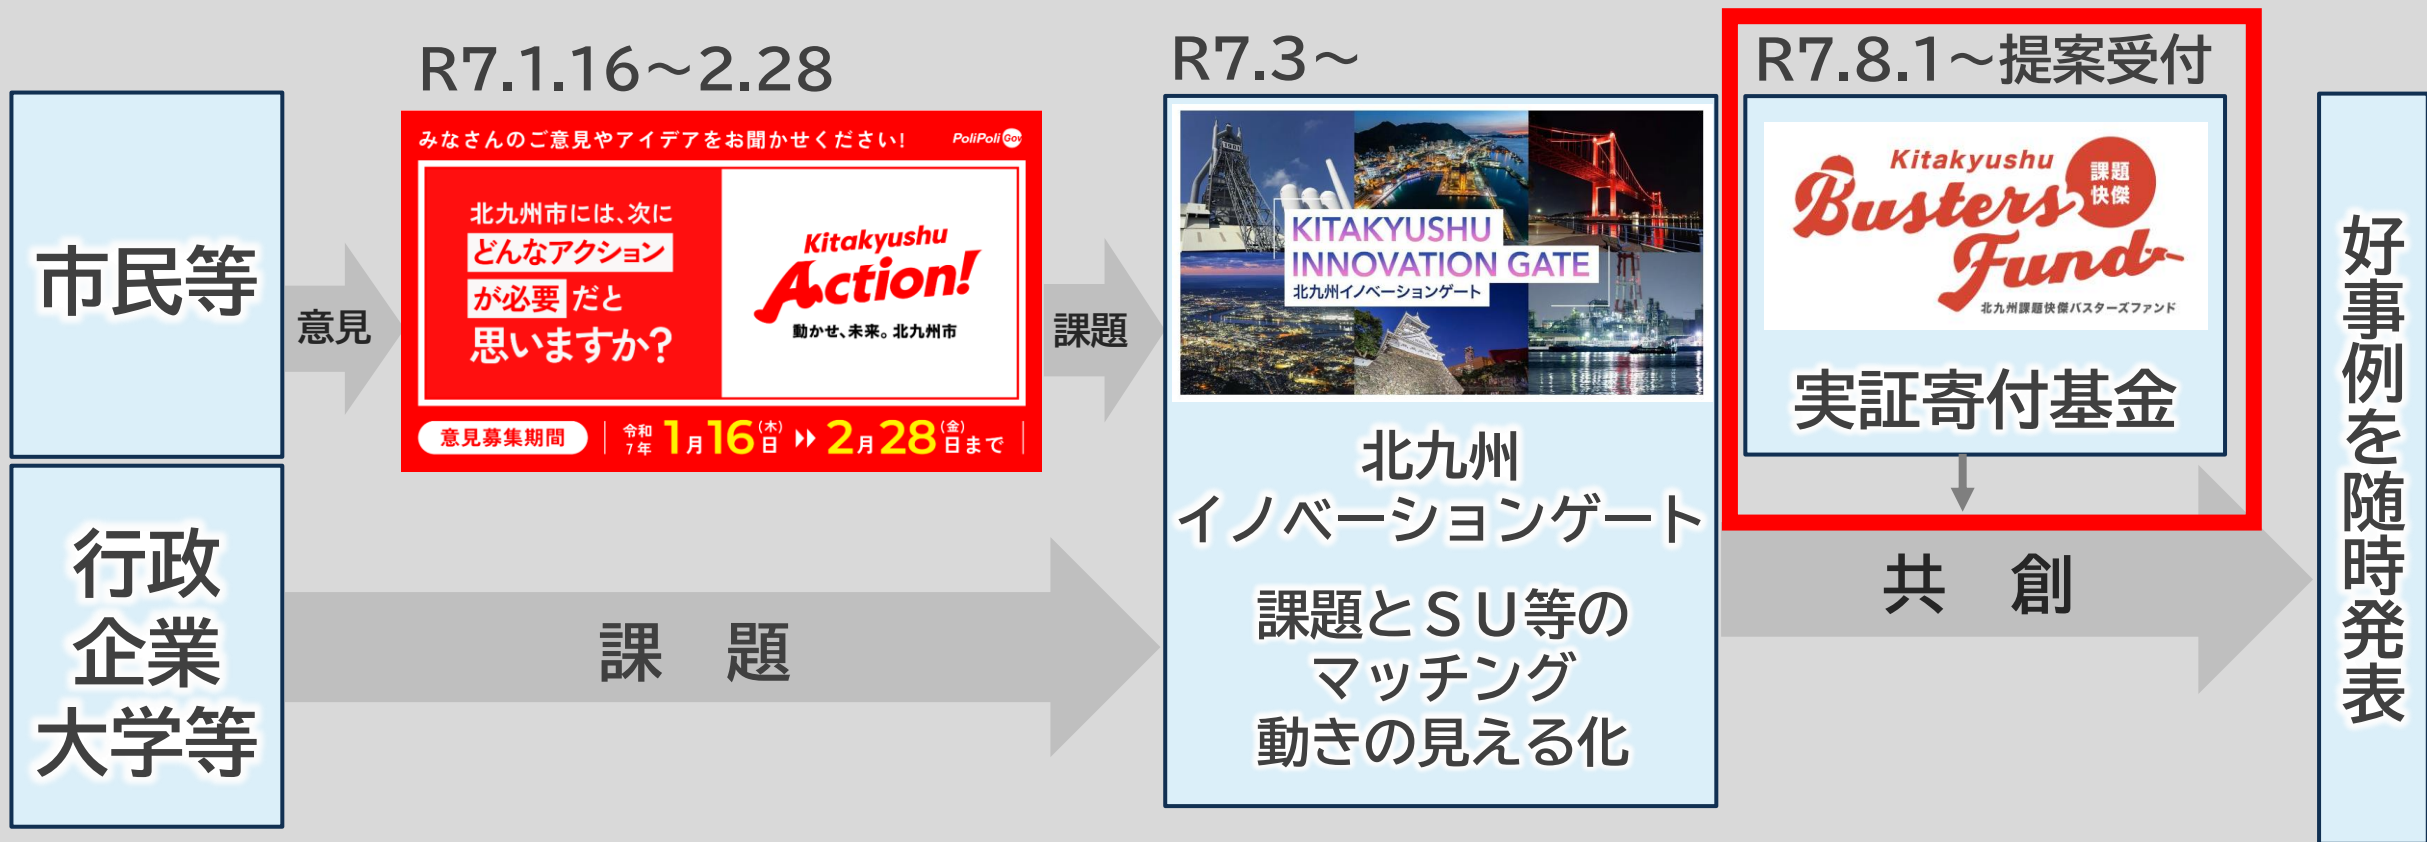 市民等
行政
企業
大学等
意見
R7.1.16～2.28
みなさんのご意見やアイデアをお聞かせください!
PoliPoli Gov
北九州市には、次に
どんなアクション
が必要だと
思いますか?
Kitakyushu
Action!
動かせ、未来。北九州市
意見募集期間
令和7年 1月16日(木) ▶▶ 2月28日(金)まで
課題
課 題
R7.3～
KITAKYUSHU
INNOVATION GATE
北九州イノベーションゲート
北九州
イノベーションゲート
課題とＳＵ等の
マッチング
動きの見える化
R7.8.1～提案受付
Kitakyushu
Busters
Fund
課題
快傑
北九州課題快傑バスターズファンド
実証寄付基金
共 創
好事例を随時発表